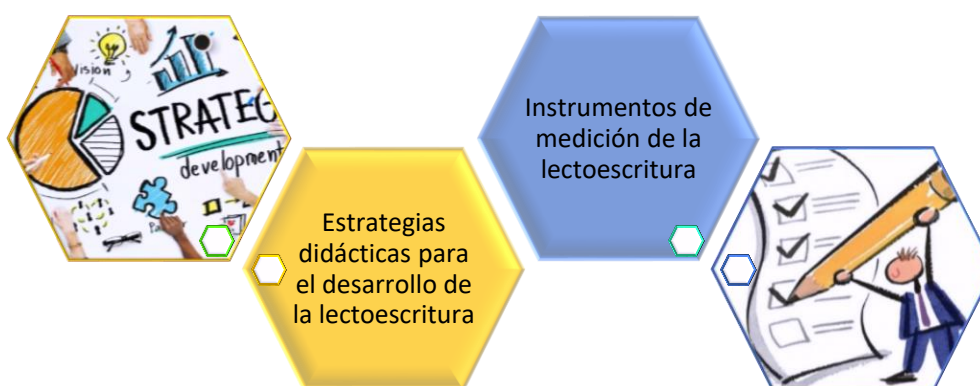 Vision
STRATEG
development
Estrategias
didácticas para
el desarrollo de
la lectoescritura
Instrumentos de
medición de la
lectoescritura